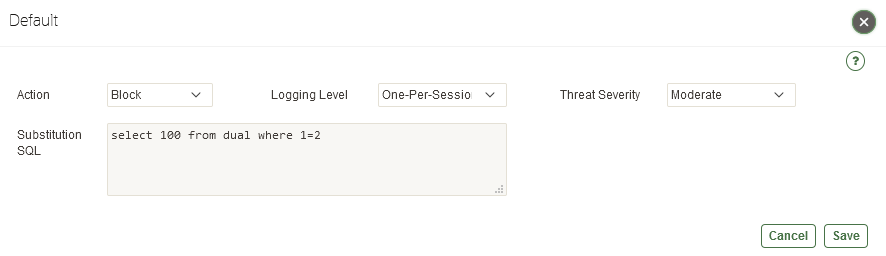 Default
?
Action
Block
Logging Level
One-Per-Sessio
Threat Severity
Moderate
Substitution
SQL
select 100 from dual where 1=2
Cancel
Save